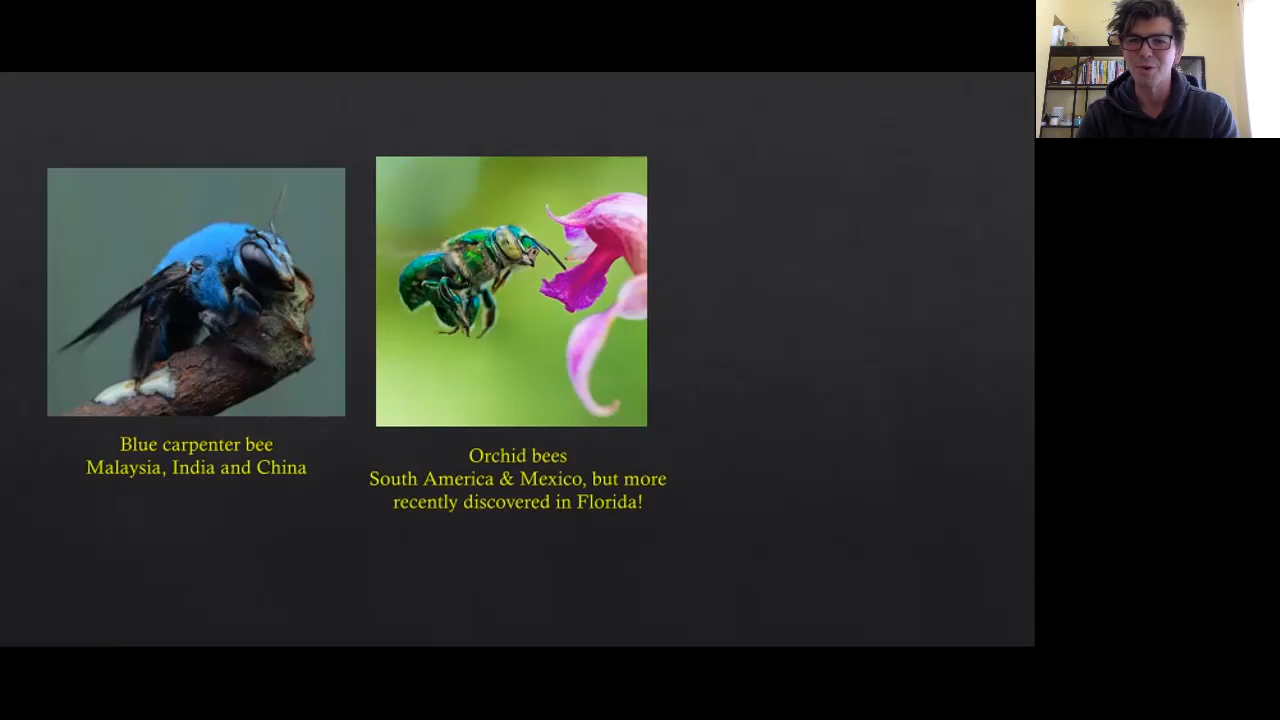 Blue carpenter bee
Malaysia, India and China
Orchid bees
South America & Mexico, but more
recently discovered in Florida!